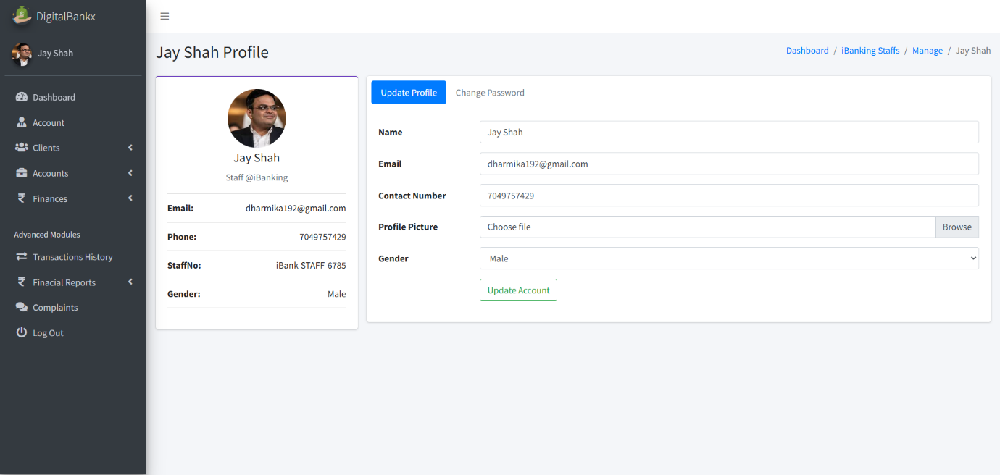 DigitalBankx
Jay Shah
Dashboard
Account
Clients
Accounts
Finances
Advanced Modules
Transactions History
Finacial Reports
Complaints
Log Out
Jay Shah Profile
Dashboard / iBanking Staffs / Manage / Jay Shah
Jay Shah
Staff @iBanking
Email: dharmika192@gmail.com
Phone: 7049757429
StaffNo: iBank-STAFF-6785
Gender: Male
Update Profile Change Password
Name Jay Shah
Email dharmika192@gmail.com
Contact Number 7049757429
Profile Picture Choose file Browse
Gender Male
Update Account